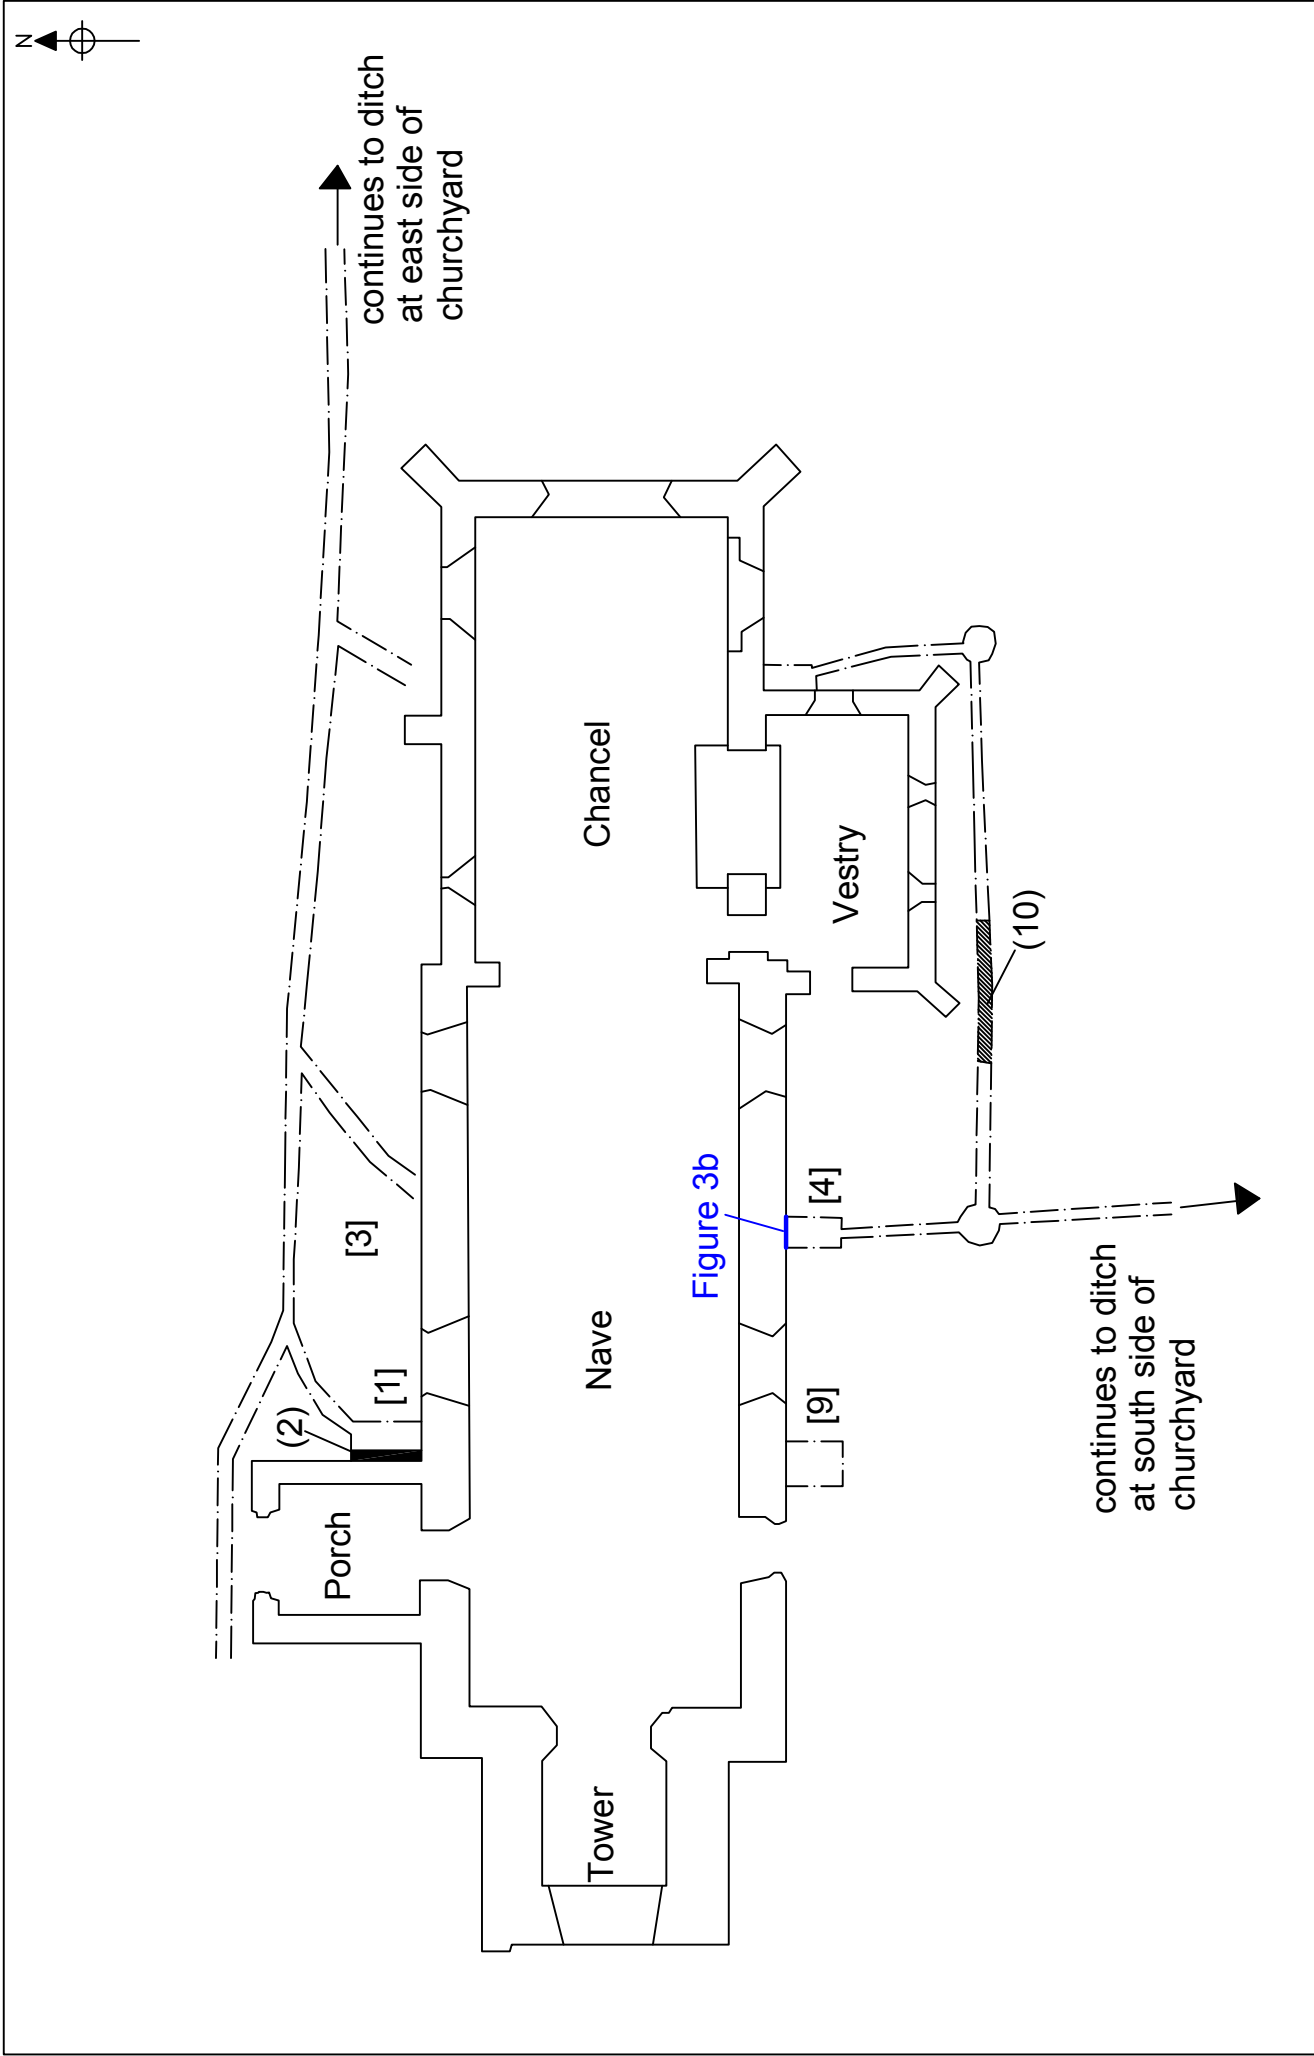 N
continues to ditch
at east side of
churchyard
(2)
[1]
[3]
Porch
Tower
Nave
Chancel
Figure 3b
Vestry
[9]
[4]
(10)
continues to ditch
at south side of
churchyard